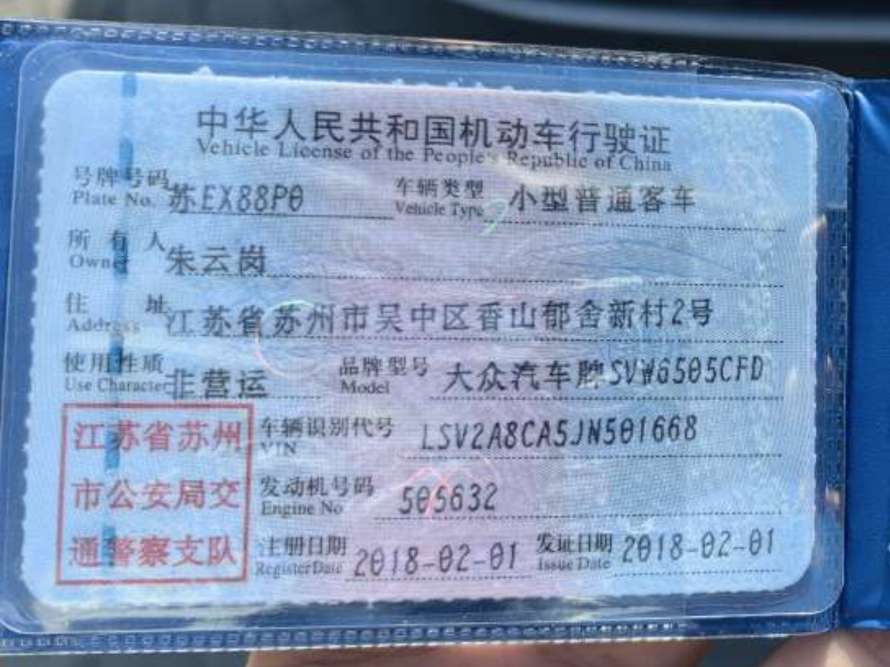 中华人民共和国机动车行驶证
Vehicle License of the People's Republic of China
号牌号码 Plate No. 苏EX88P0 车辆类型 Vehicle Type 小型普通客车
所有人 Owner 朱云岗
住址 Address 江苏省苏州市吴中区香山郁舍新村2号
使用性质 Use Character 非营运 品牌型号 Model 大众汽车牌SVW6505CFD
车辆识别代号 VIN LSV2A8CA5JN501668
发动机号码 Engine No 505632
注册日期 Register Date 2018-02-01 发证日期 Issue Date 2018-02-01
江苏省苏州
市公安局交
通警察支队